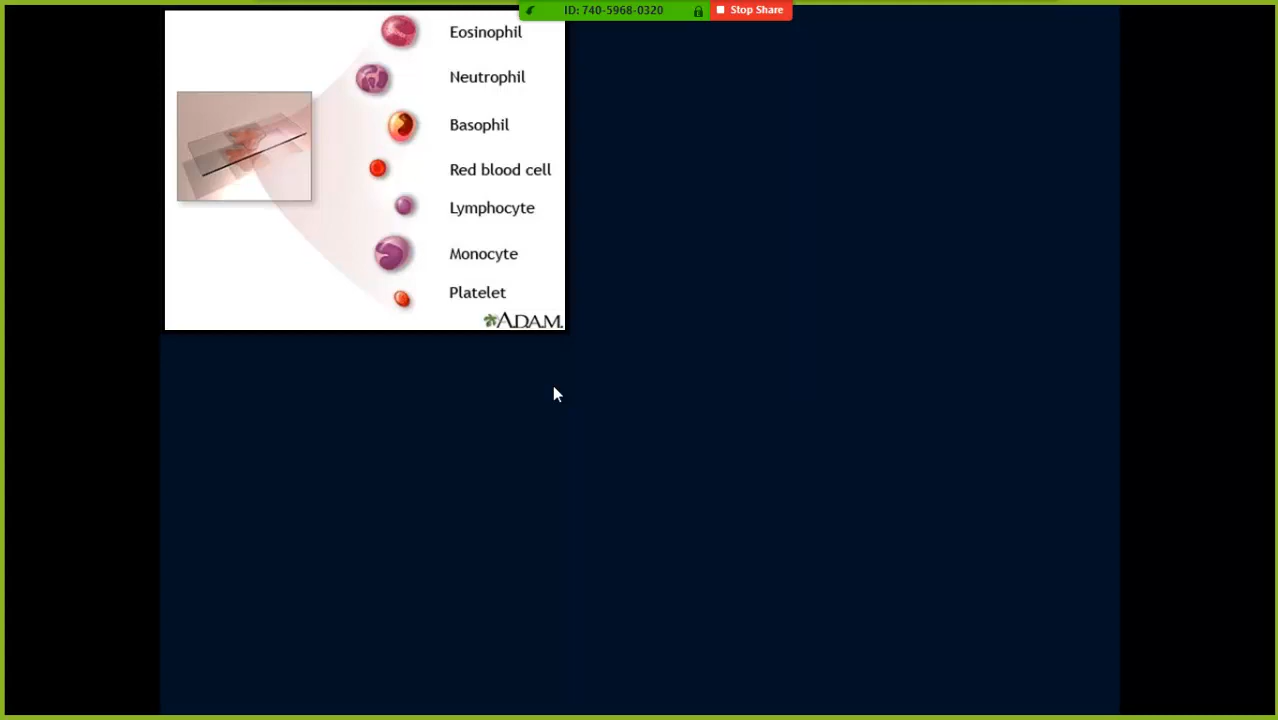 ID: 740-5968-0320
Stop Share
Eosinophil
Neutrophil
Basophil
Red blood cell
Lymphocyte
Monocyte
Platelet
A.D.A.M.